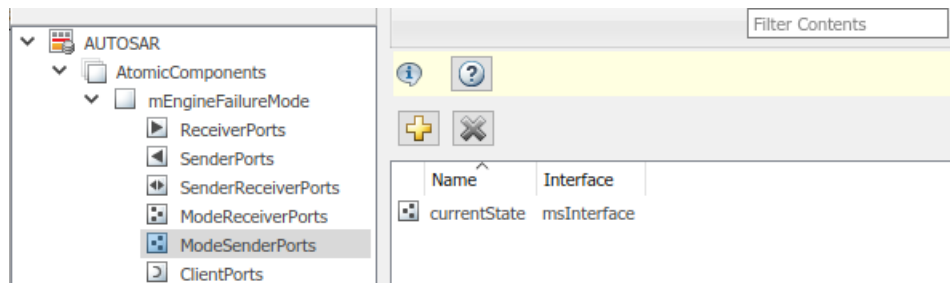 Filter Contents
AUTOSAR
AtomicComponents
mEngineFailureMode
ReceiverPorts
SenderPorts
SenderReceiverPorts
ModeReceiverPorts
ModeSenderPorts
ClientPorts
Name Interface
currentState msInterface